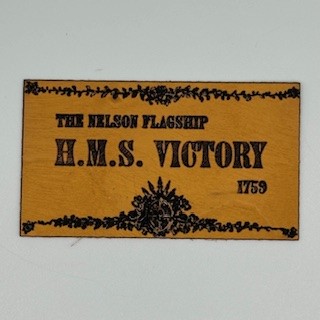 THE NELSON FLAGSHIP
H.M.S. VICTORY
1759